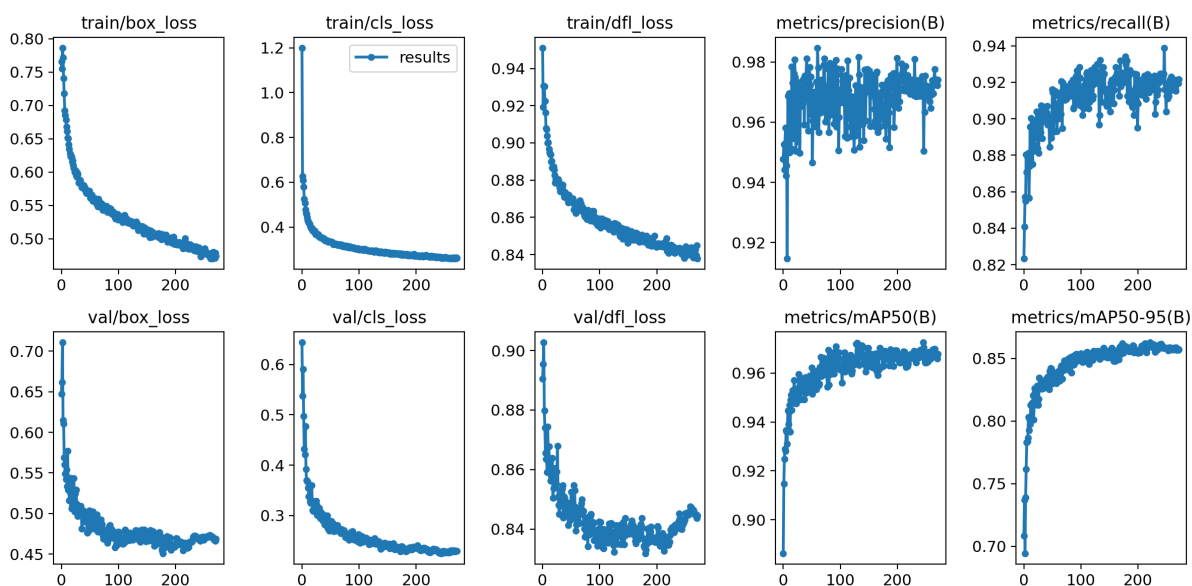 train/box_loss
train/cls_loss
train/dfl_loss
metrics/precision(B)
metrics/recall(B)
0.80
0.75
0.70
0.65
0.60
0.55
0.50
0 100 200
1.2
1.0
0.8
0.6
0.4
0 100 200
results
0.94
0.92
0.90
0.88
0.86
0.84
0 100 200
0.98
0.96
0.94
0.92
0 100 200
0.94
0.92
0.90
0.88
0.86
0.84
0.82
0 100 200
val/box_loss
val/cls_loss
val/dfl_loss
metrics/mAP50(B)
metrics/mAP50-95(B)
0.70
0.65
0.60
0.55
0.50
0.45
0 100 200
0.6
0.5
0.4
0.3
0 100 200
0.90
0.88
0.86
0.84
0 100 200
0.96
0.94
0.92
0.90
0 100 200
0.85
0.80
0.75
0.70
0 100 200